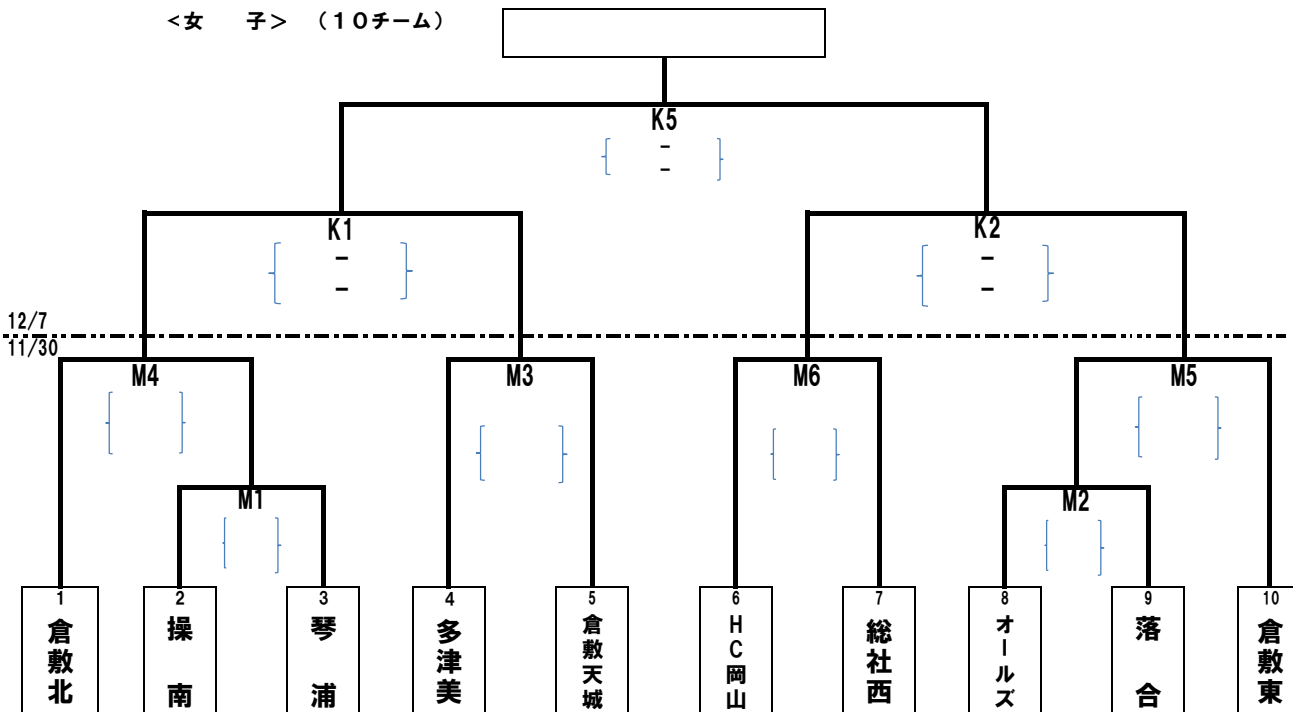 <女　子>　（１０チーム）
K5
-
-
K1
-
-
K2
-
-
12/7
11/30
M4
M3
M6
M5
M1
M2
1
倉敷北
2
操　南
3
琴　浦
4
多津美
5
倉敷天城
6
HC岡山
7
総社西
8
オールズ
9
落　合
10
倉敷東